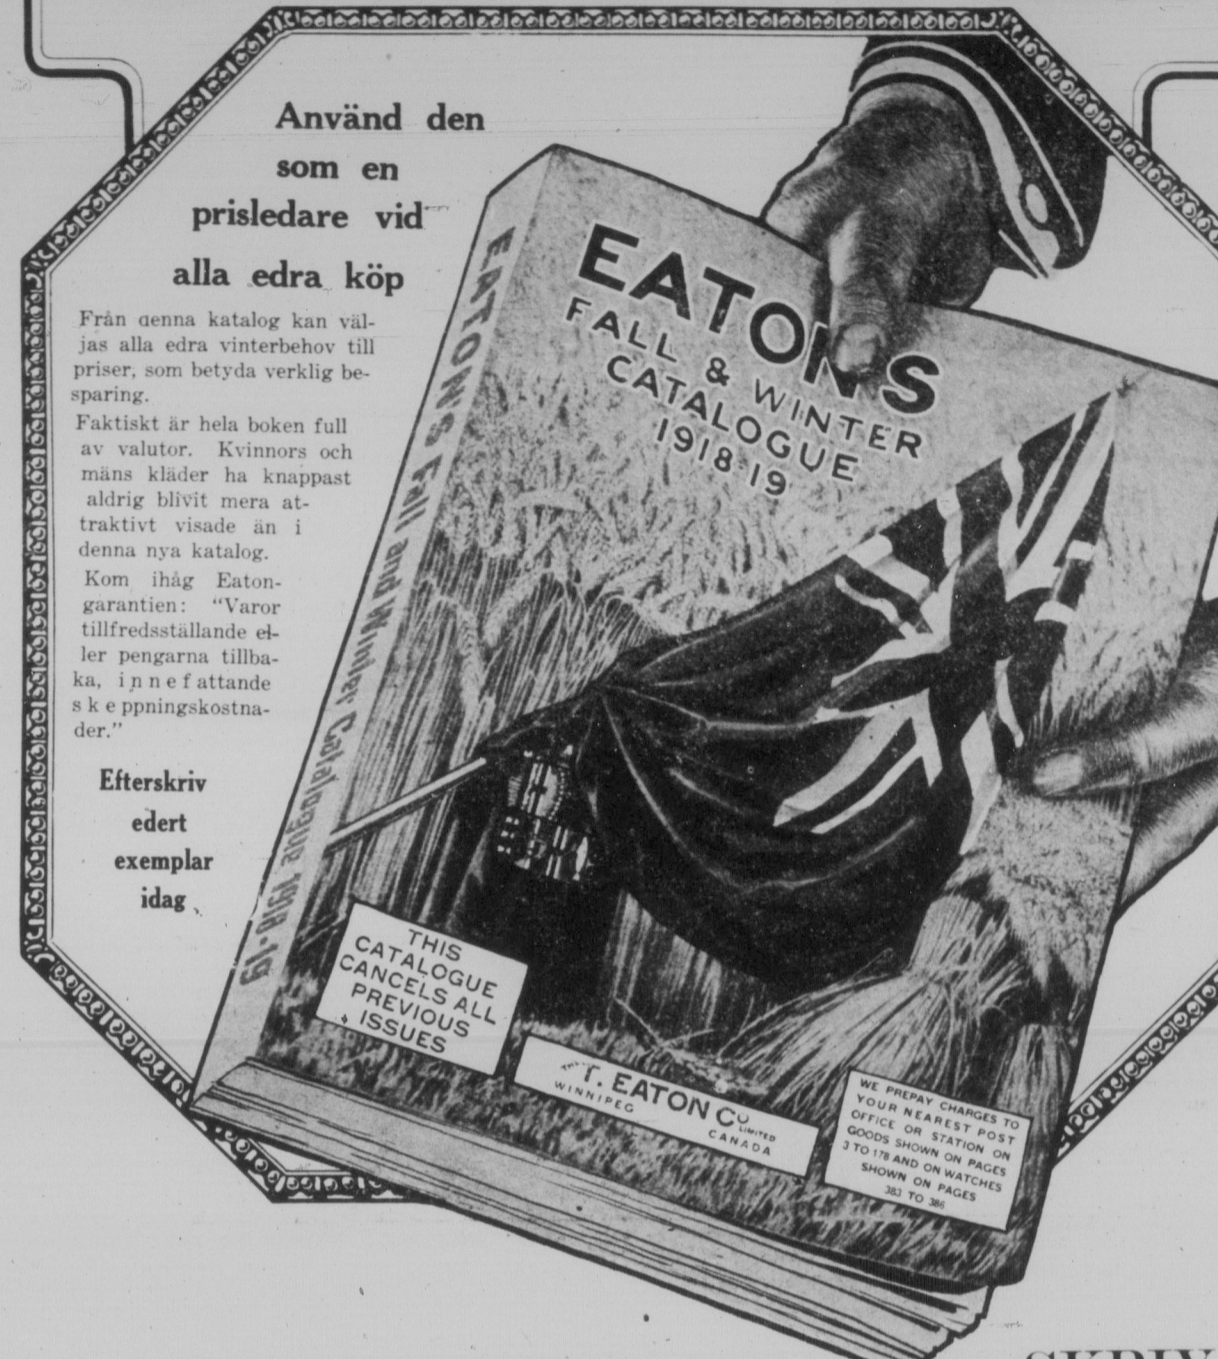 Använd den
som en
prisledare vid
alla edra köp
Från denna katalog kan väl-
jas alla edra vinterbehov till
priser, som betyda verklig be-
sparing.
Faktiskt är hela boken full
av valutor. Kvinnors och
mäns kläder ha knappast
aldrig blivit mera at-
traktivt visade än i
denna nya katalog.
Kom ihåg Eaton-
garantien: “Varor
tillfredsställande el-
ler pengarna tillba-
ka, innefattande
skeppningskostna-
der.”
Efterskriv
edert
exemplar
idag
EATONS Fall and Winter Catalogue 1918-19
EATON'S
FALL & WINTER
CATALOGUE
1918-19
THIS
CATALOGUE
CANCELS ALL
PREVIOUS
ISSUES
THE T. EATON CO LIMITED
WINNIPEG CANADA
WE PREPAY CHARGES TO
YOUR NEAREST POST
OFFICE OR STATION ON
GOODS SHOWN ON PAGES
3 TO 178 AND ON WATCHES
SHOWN ON PAGES
383 TO 386